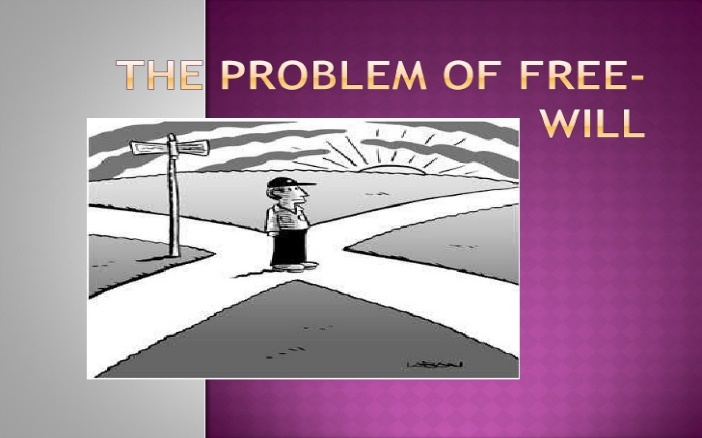 THE PROBLEM OF FREE-
WILL